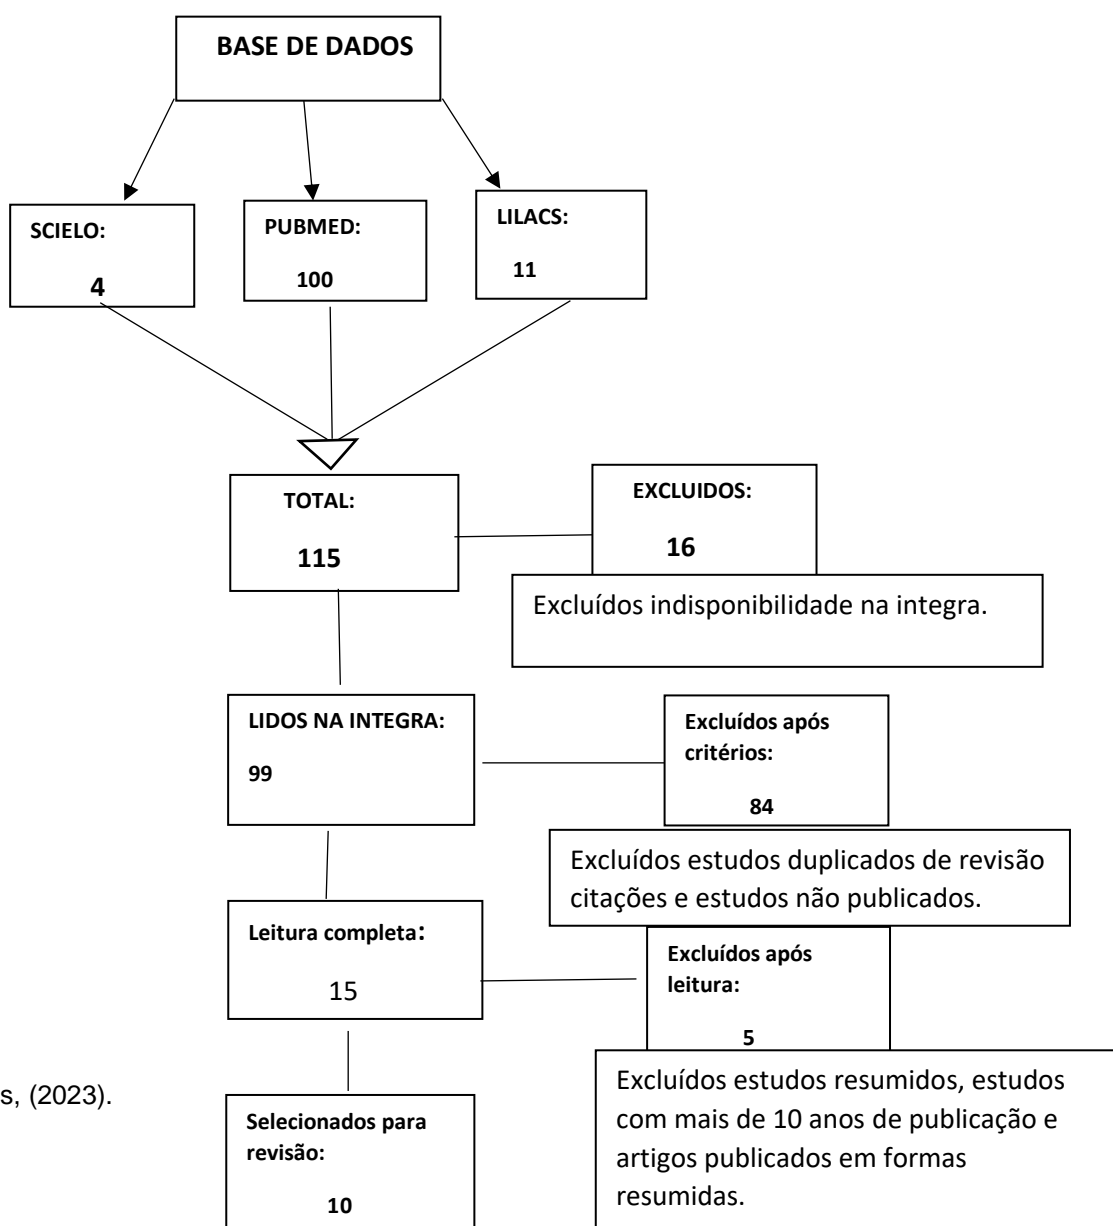 BASE DE DADOS
SCIELO:
4
PUBMED:
100
LILACS:
11
TOTAL:
115
EXCLUIDOS:
16
Excluídos indisponibilidade na integra.
LIDOS NA INTEGRA:
99
Excluídos após
critérios:
84
Excluídos estudos duplicados de revisão
citações e estudos não publicados.
Leitura completa:
15
Excluídos após
leitura:
5
Excluídos estudos resumidos, estudos
com mais de 10 anos de publicação e
artigos publicados em formas
resumidas.
s, (2023).
Selecionados para
revisão:
10